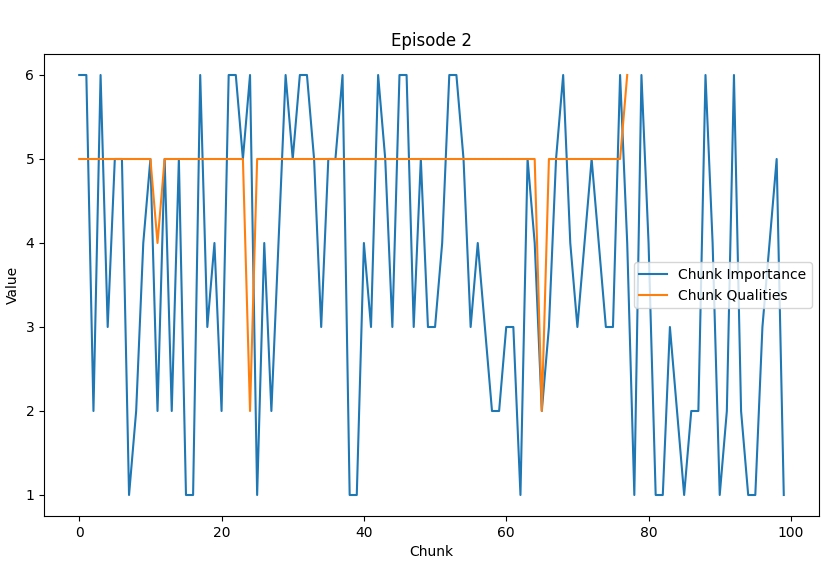 Episode 2
Value
6
5
4
3
2
1
Chunk Importance
Chunk Qualities
0 20 40 60 80 100
Chunk